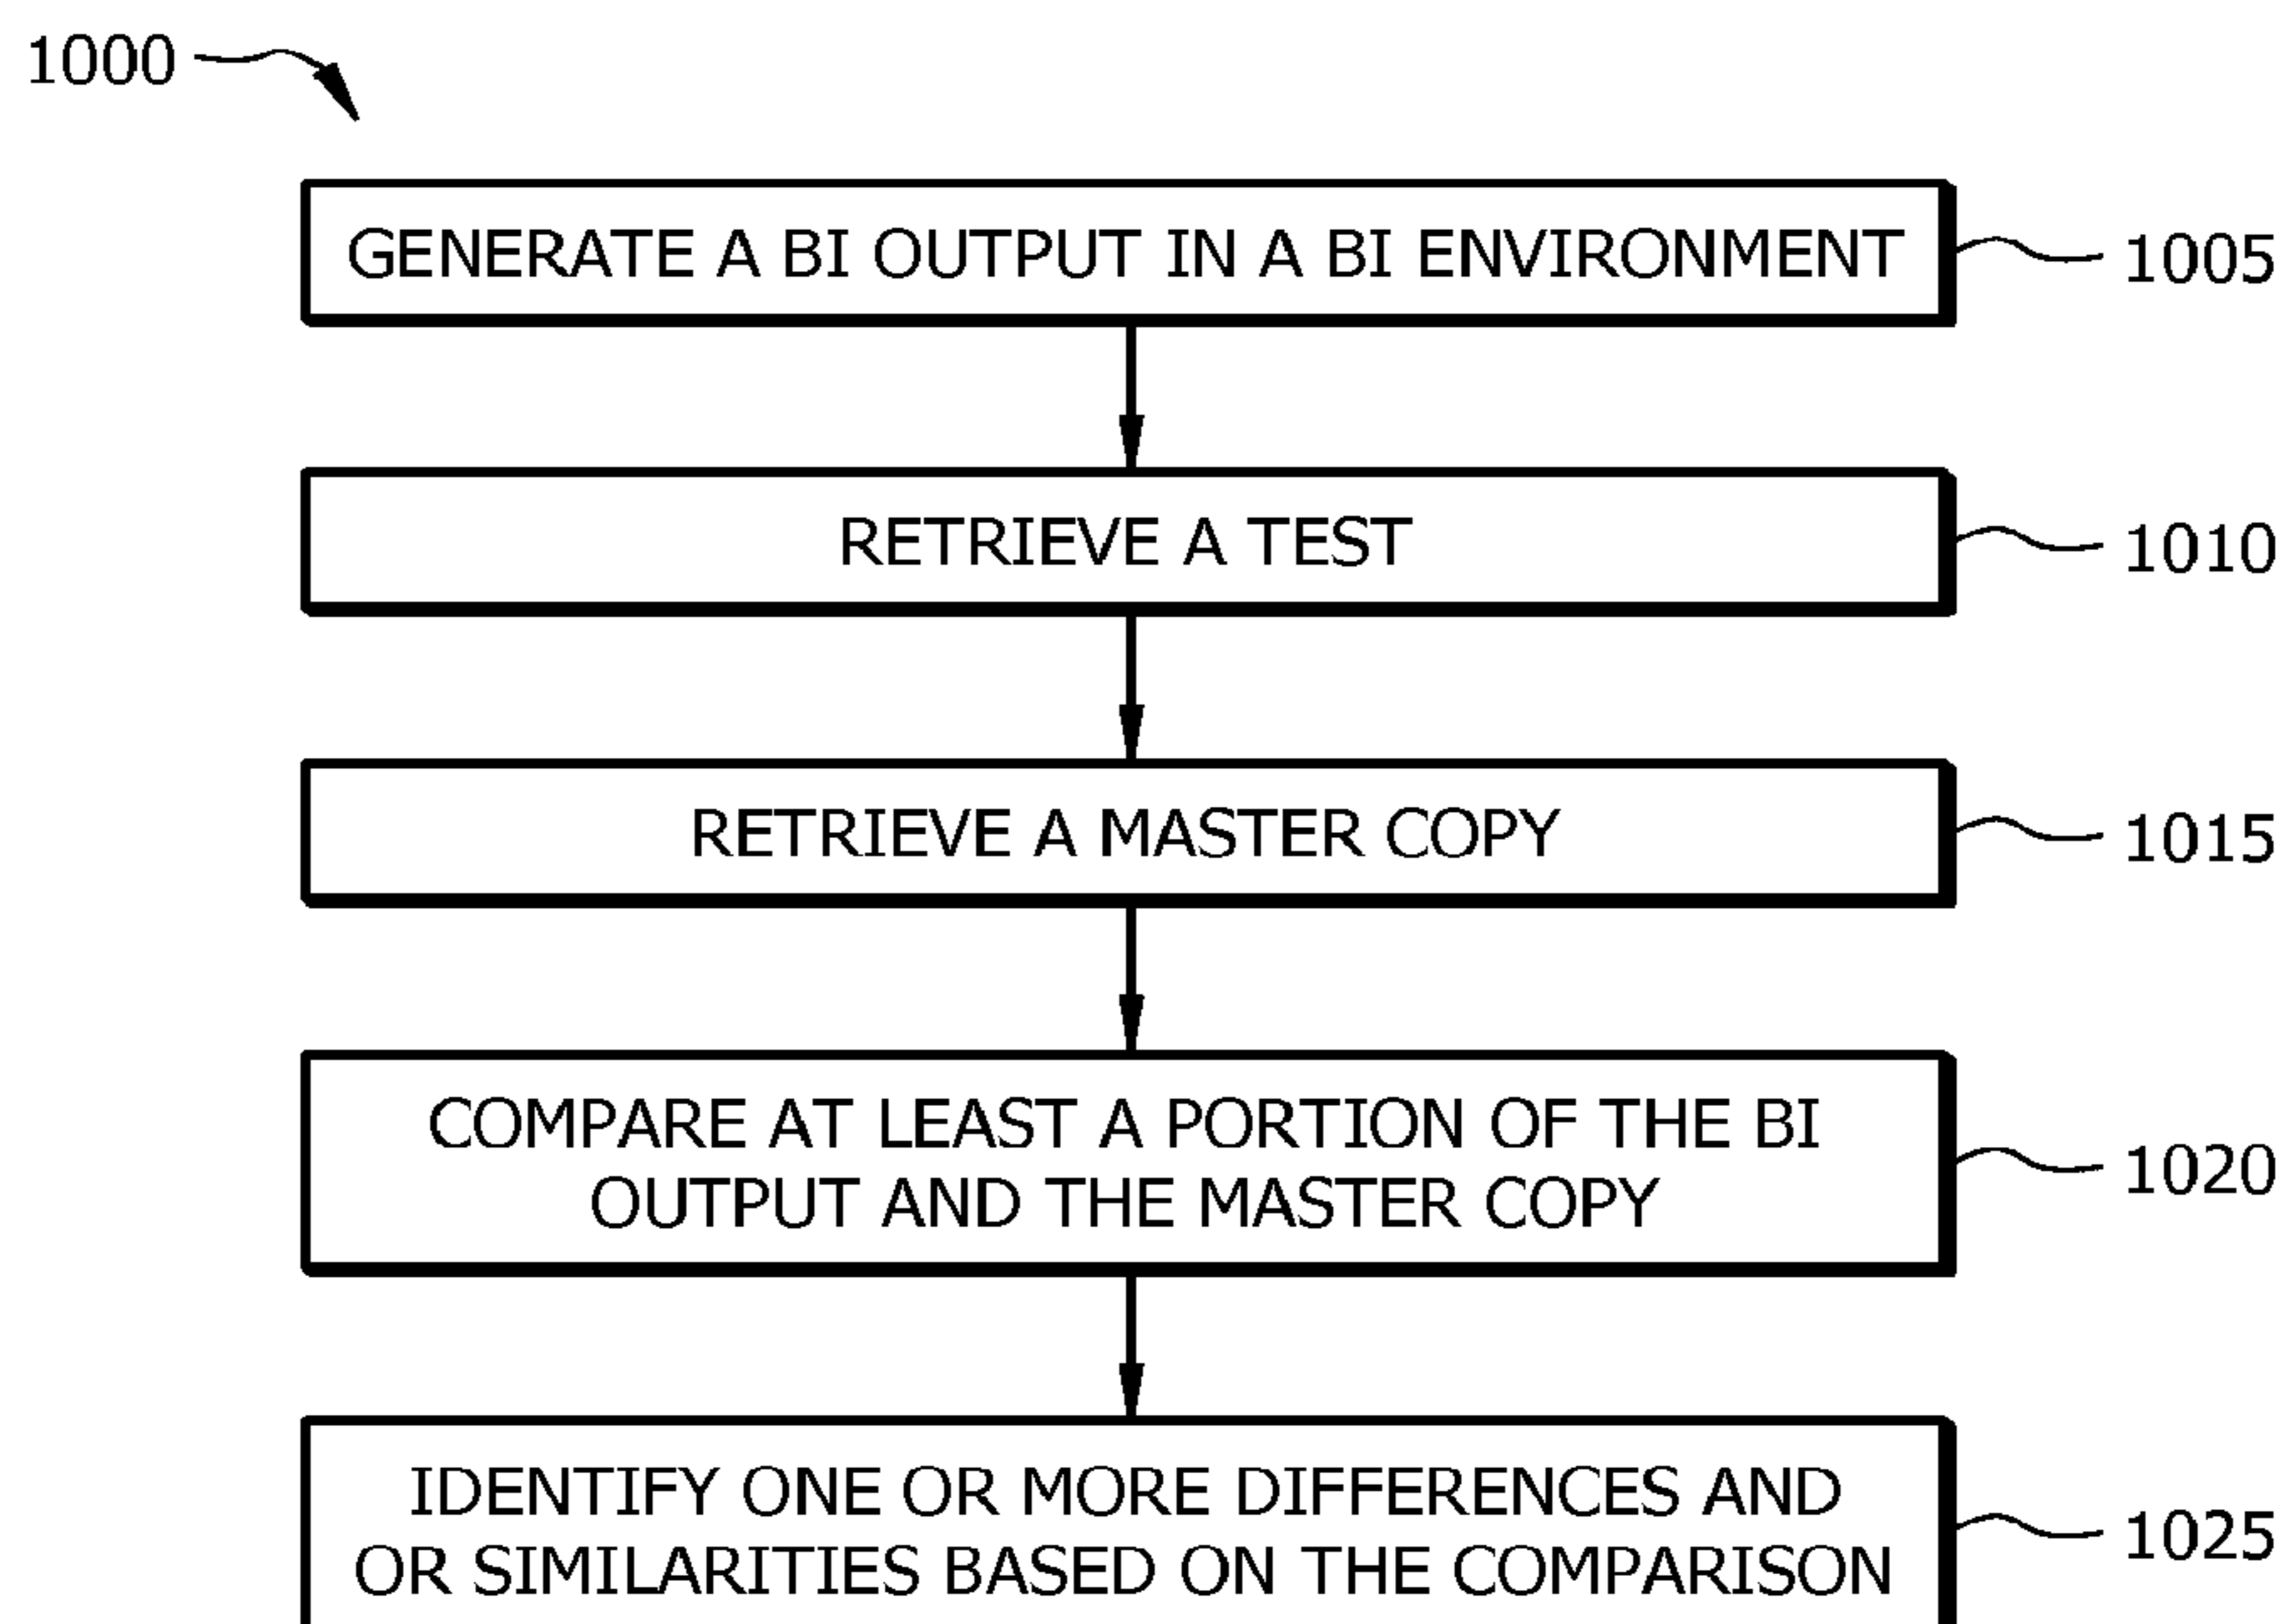 1000
GENERATE A BI OUTPUT IN A BI ENVIRONMENT
1005
RETRIEVE A TEST
1010
RETRIEVE A MASTER COPY
1015
COMPARE AT LEAST A PORTION OF THE BI
OUTPUT AND THE MASTER COPY
1020
IDENTIFY ONE OR MORE DIFFERENCES AND
OR SIMILARITIES BASED ON THE COMPARISON
1025